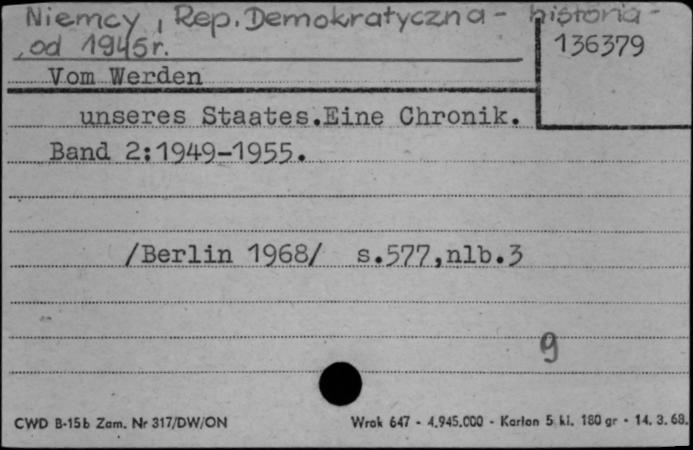 Niemcy, Rep. Demokratyczna - historia -
od 1945r.
136379
Vom Werden
unseres Staates.Eine Chronik.
Band 2:1949-1955.
/Berlin 1968/ s.577,nlb.3
9
CWD B-15b Zam. Nr 317/DW/ON Wrak 647 - 4.945.000 - Karton 5 kl. 180 gr - 14. 3. 68.